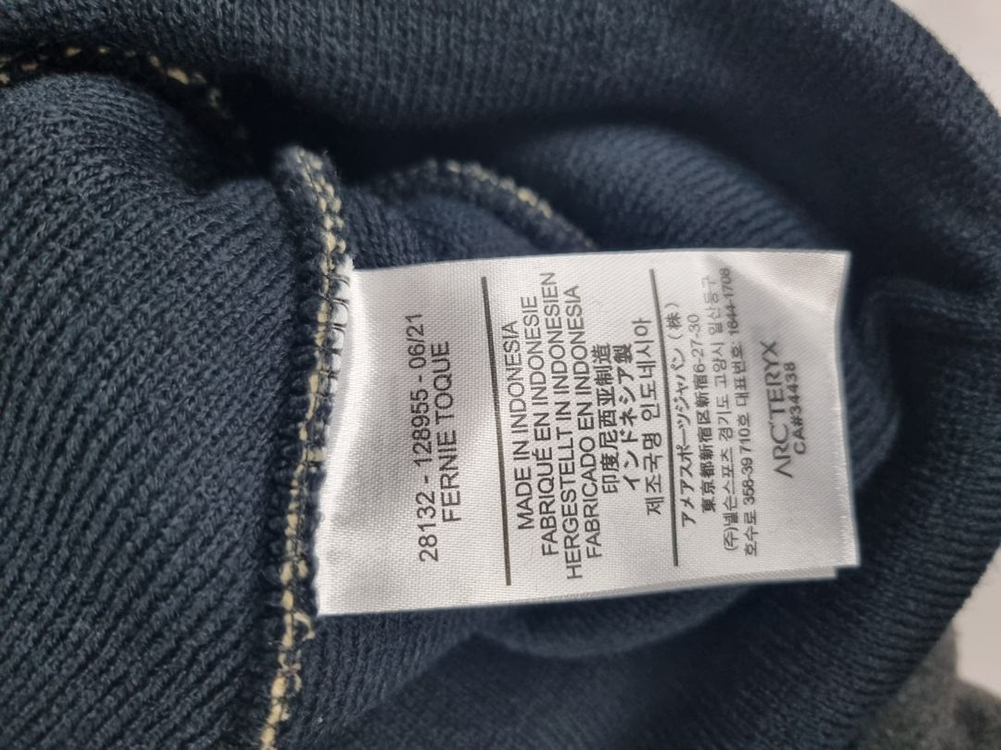 28132 - 128955 - 06/21
FERNIE TOQUE
MADE IN INDONESIA
FABRIQUÉ EN INDONESIE
HERGESTELLT IN INDONESIEN
FABRICADO EN INDONESIA
印度尼西亚制造
インドネシア製
제조국명 인도네시아
アメアスポーツジャパン（株）
東京都新宿区新宿6-27-30
(주)넬슨스포츠 경기도 고양시 일산동구
호수로 358-39 710호 대표번호: 1644-1708
ARC'TERYX
CA#34438